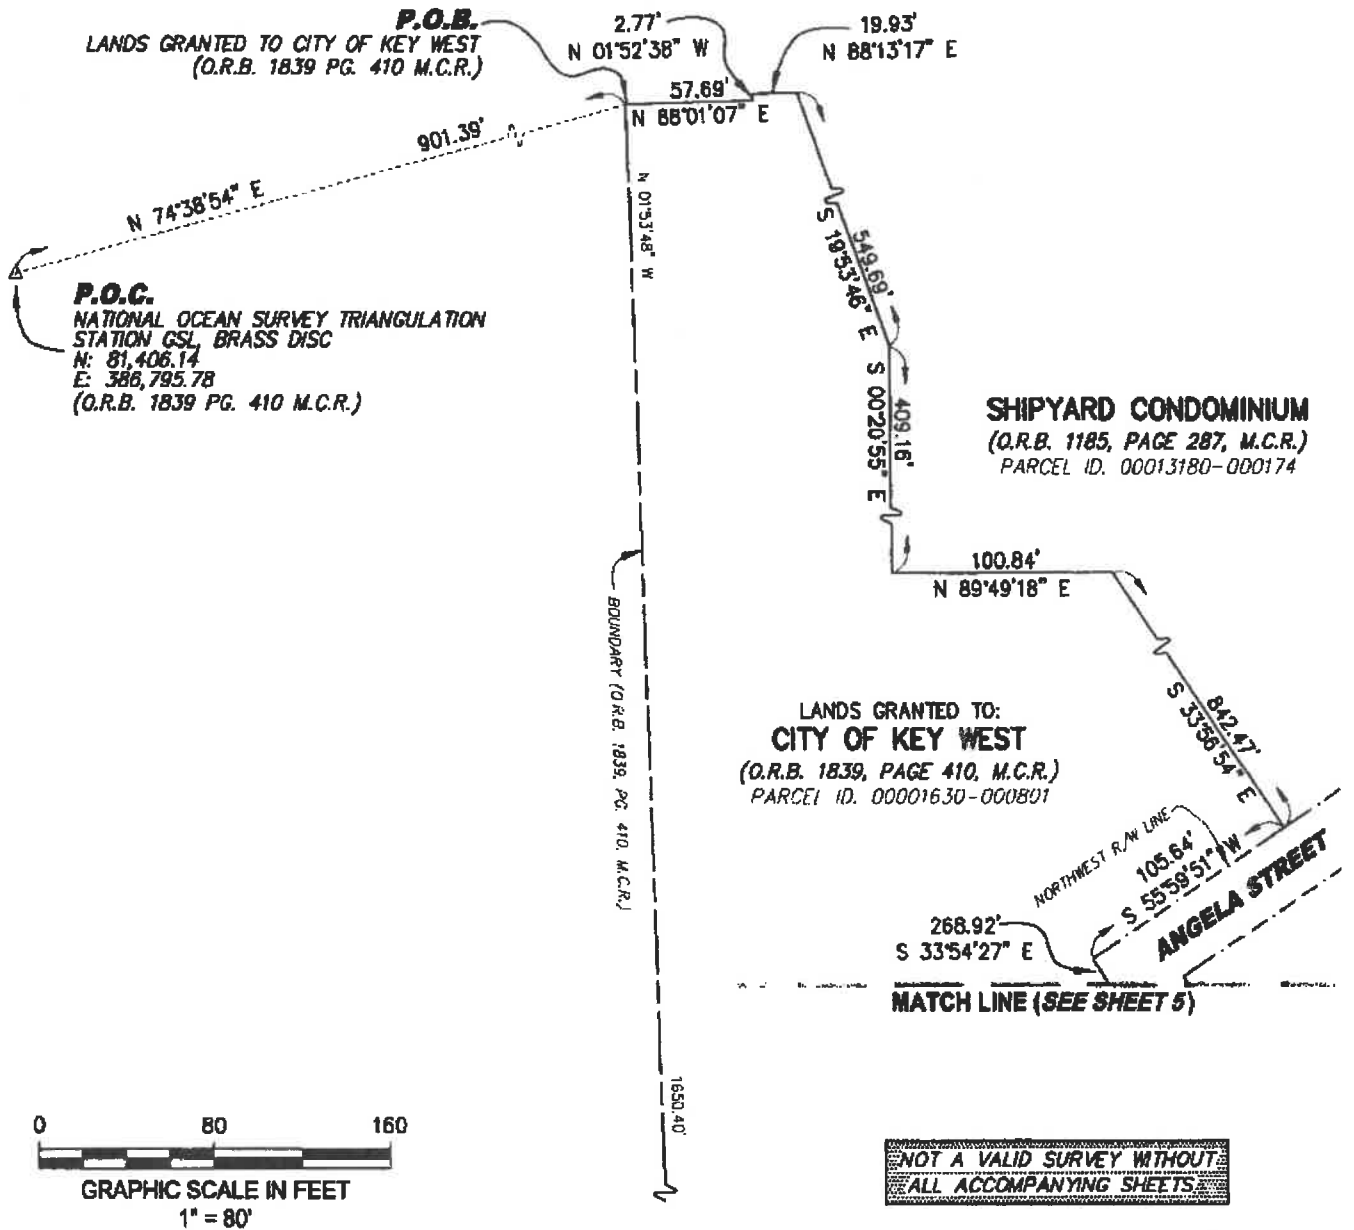 P.O.B.
LANDS GRANTED TO CITY OF KEY WEST
(O.R.B. 1839 PG. 410 M.C.R.)
2.77'
N 01°52'38" W
19.93'
N 88°13'17" E
57.69'
N 88°01'07" E
901.39'
N 74°38'54" E
P.O.C.
NATIONAL OCEAN SURVEY TRIANGULATION
STATION GSL, BRASS DISC
N: 81,406.14
E: 386,795.78
(O.R.B. 1839 PG. 410 M.C.R.)
N 01°53'48" W
549.69'
S 19°53'46" E
409.16'
S 00°20'55" E
SHIPYARD CONDOMINIUM
(O.R.B. 1185, PAGE 287, M.C.R.)
PARCEL ID. 00013180-000174
100.84'
N 89°49'18" E
BOUNDARY (O.R.B. 1839, PG. 410, M.C.R.)
842.47'
S 33°56'54" E
LANDS GRANTED TO:
CITY OF KEY WEST
(O.R.B. 1839, PAGE 410, M.C.R.)
PARCEL ID. 00001630-000801
NORTHWEST R/W LINE
105.64'
S 55°59'51" W
ANGELA STREET
268.92'
S 33°54'27" E
MATCH LINE (SEE SHEET 5)
1650.40'
0 80 160
GRAPHIC SCALE IN FEET
1" = 80'
NOT A VALID SURVEY WITHOUT
ALL ACCOMPANYING SHEETS